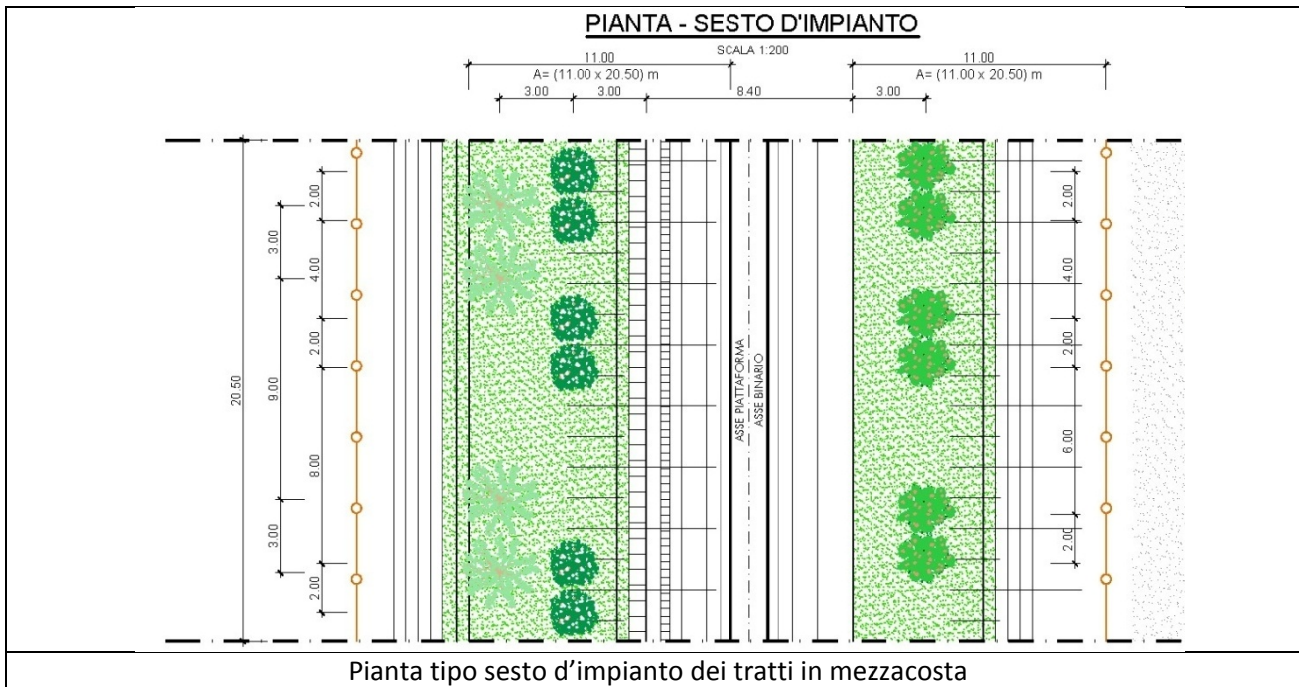 PIANTA - SESTO D'IMPIANTO
SCALA 1:200
11.00
11.00
A= (11.00 x 20.50) m
A= (11.00 x 20.50) m
3.00
3.00
8.40
3.00
20.50
3.00
9.00
3.00
2.00
4.00
2.00
8.00
2.00
ASSE PIATTAFORMA
ASSE BINARIO
2.00
4.00
2.00
6.00
2.00
Pianta tipo sesto d’impianto dei tratti in mezzacosta